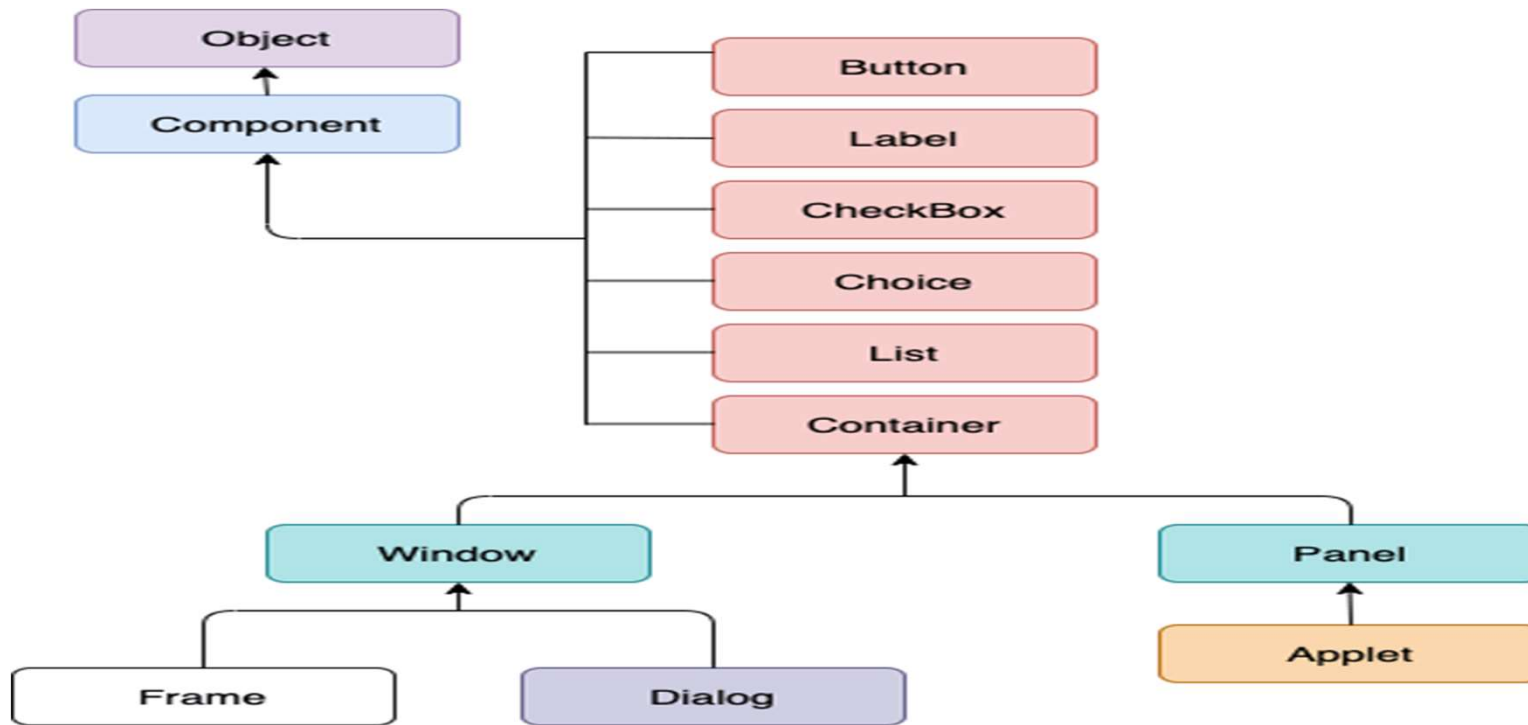 Object
Component
Button
Label
CheckBox
Choice
List
Container
Window
Panel
Frame
Dialog
Applet